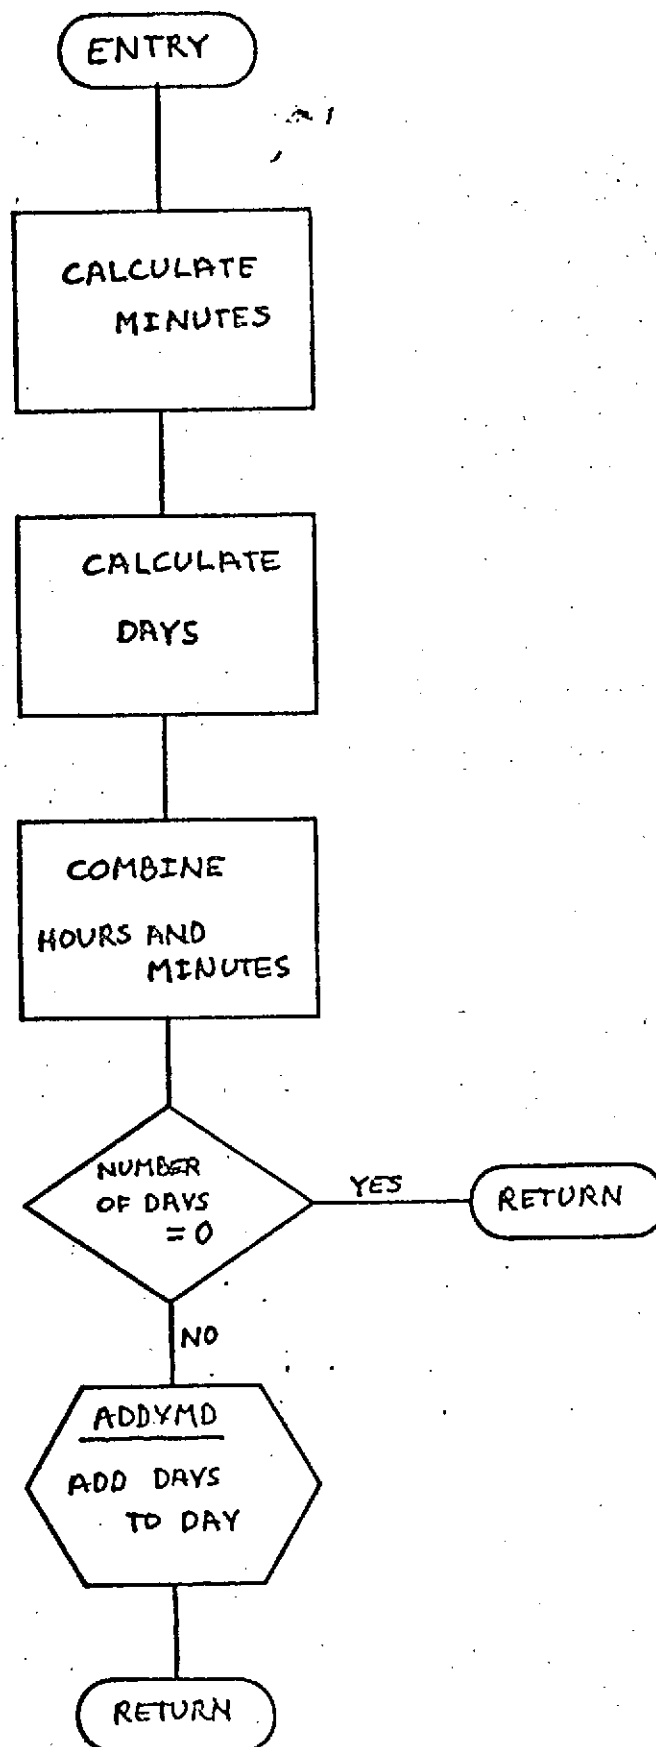 ENTRY
CALCULATE
MINUTES
CALCULATE
DAYS
COMBINE
HOURS AND
MINUTES
NUMBER
OF DAYS
= 0
YES
RETURN
NO
ADDYMD
ADD DAYS
TO DAY
RETURN